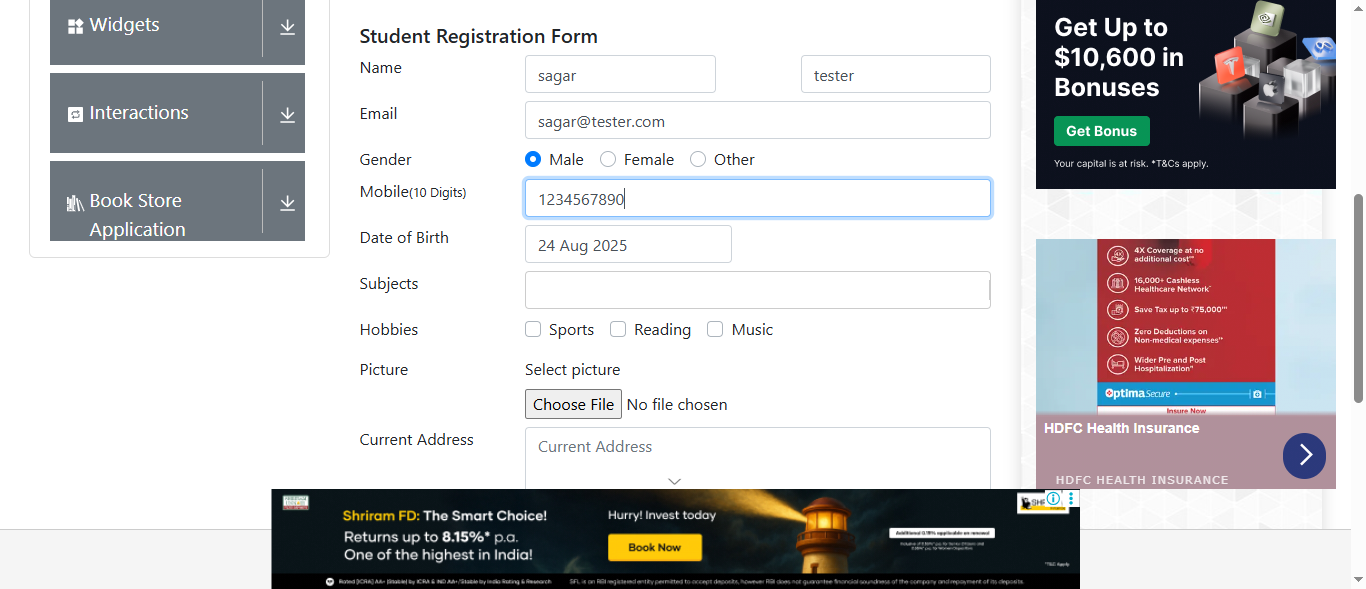 Widgets
Interactions
Book Store
Application
Student Registration Form
Name
sagar
tester
Email
sagar@tester.com
Gender
Male
Female
Other
Mobile(10 Digits)
1234567890
Date of Birth
24 Aug 2025
Subjects
Hobbies
Sports
Reading
Music
Picture
Select picture
Choose File
No file chosen
Current Address
Current Address
Get Up to
$10,600 in
Bonuses
Get Bonus
Your capital is at risk. *T&Cs apply.
4X Coverage at no
additional cost**
16,000+ Cashless
Healthcare Network
Save Tax up to ₹75,000***
Zero Deductions on
Non-medical expenses
Wider Pre and Post
Hospitalization
Optima Secure
Insure Now
HDFC Health Insurance
HDFC HEALTH INSURANCE
Shriram FD: The Smart Choice!
Returns up to 8.15%* p.a.
One of the highest in India!
Hurry! Invest today
Book Now
Additional 0.15% applicable on renewal
*T&C Apply
Rated [ICRA] AA+ (Stable) by ICRA & IND AA+/Stable by India Rating & Research
SFL is an RBI registered entity permitted to accept deposits, however RBI does not guarantee financial soundness of the company and repayment of its deposits.